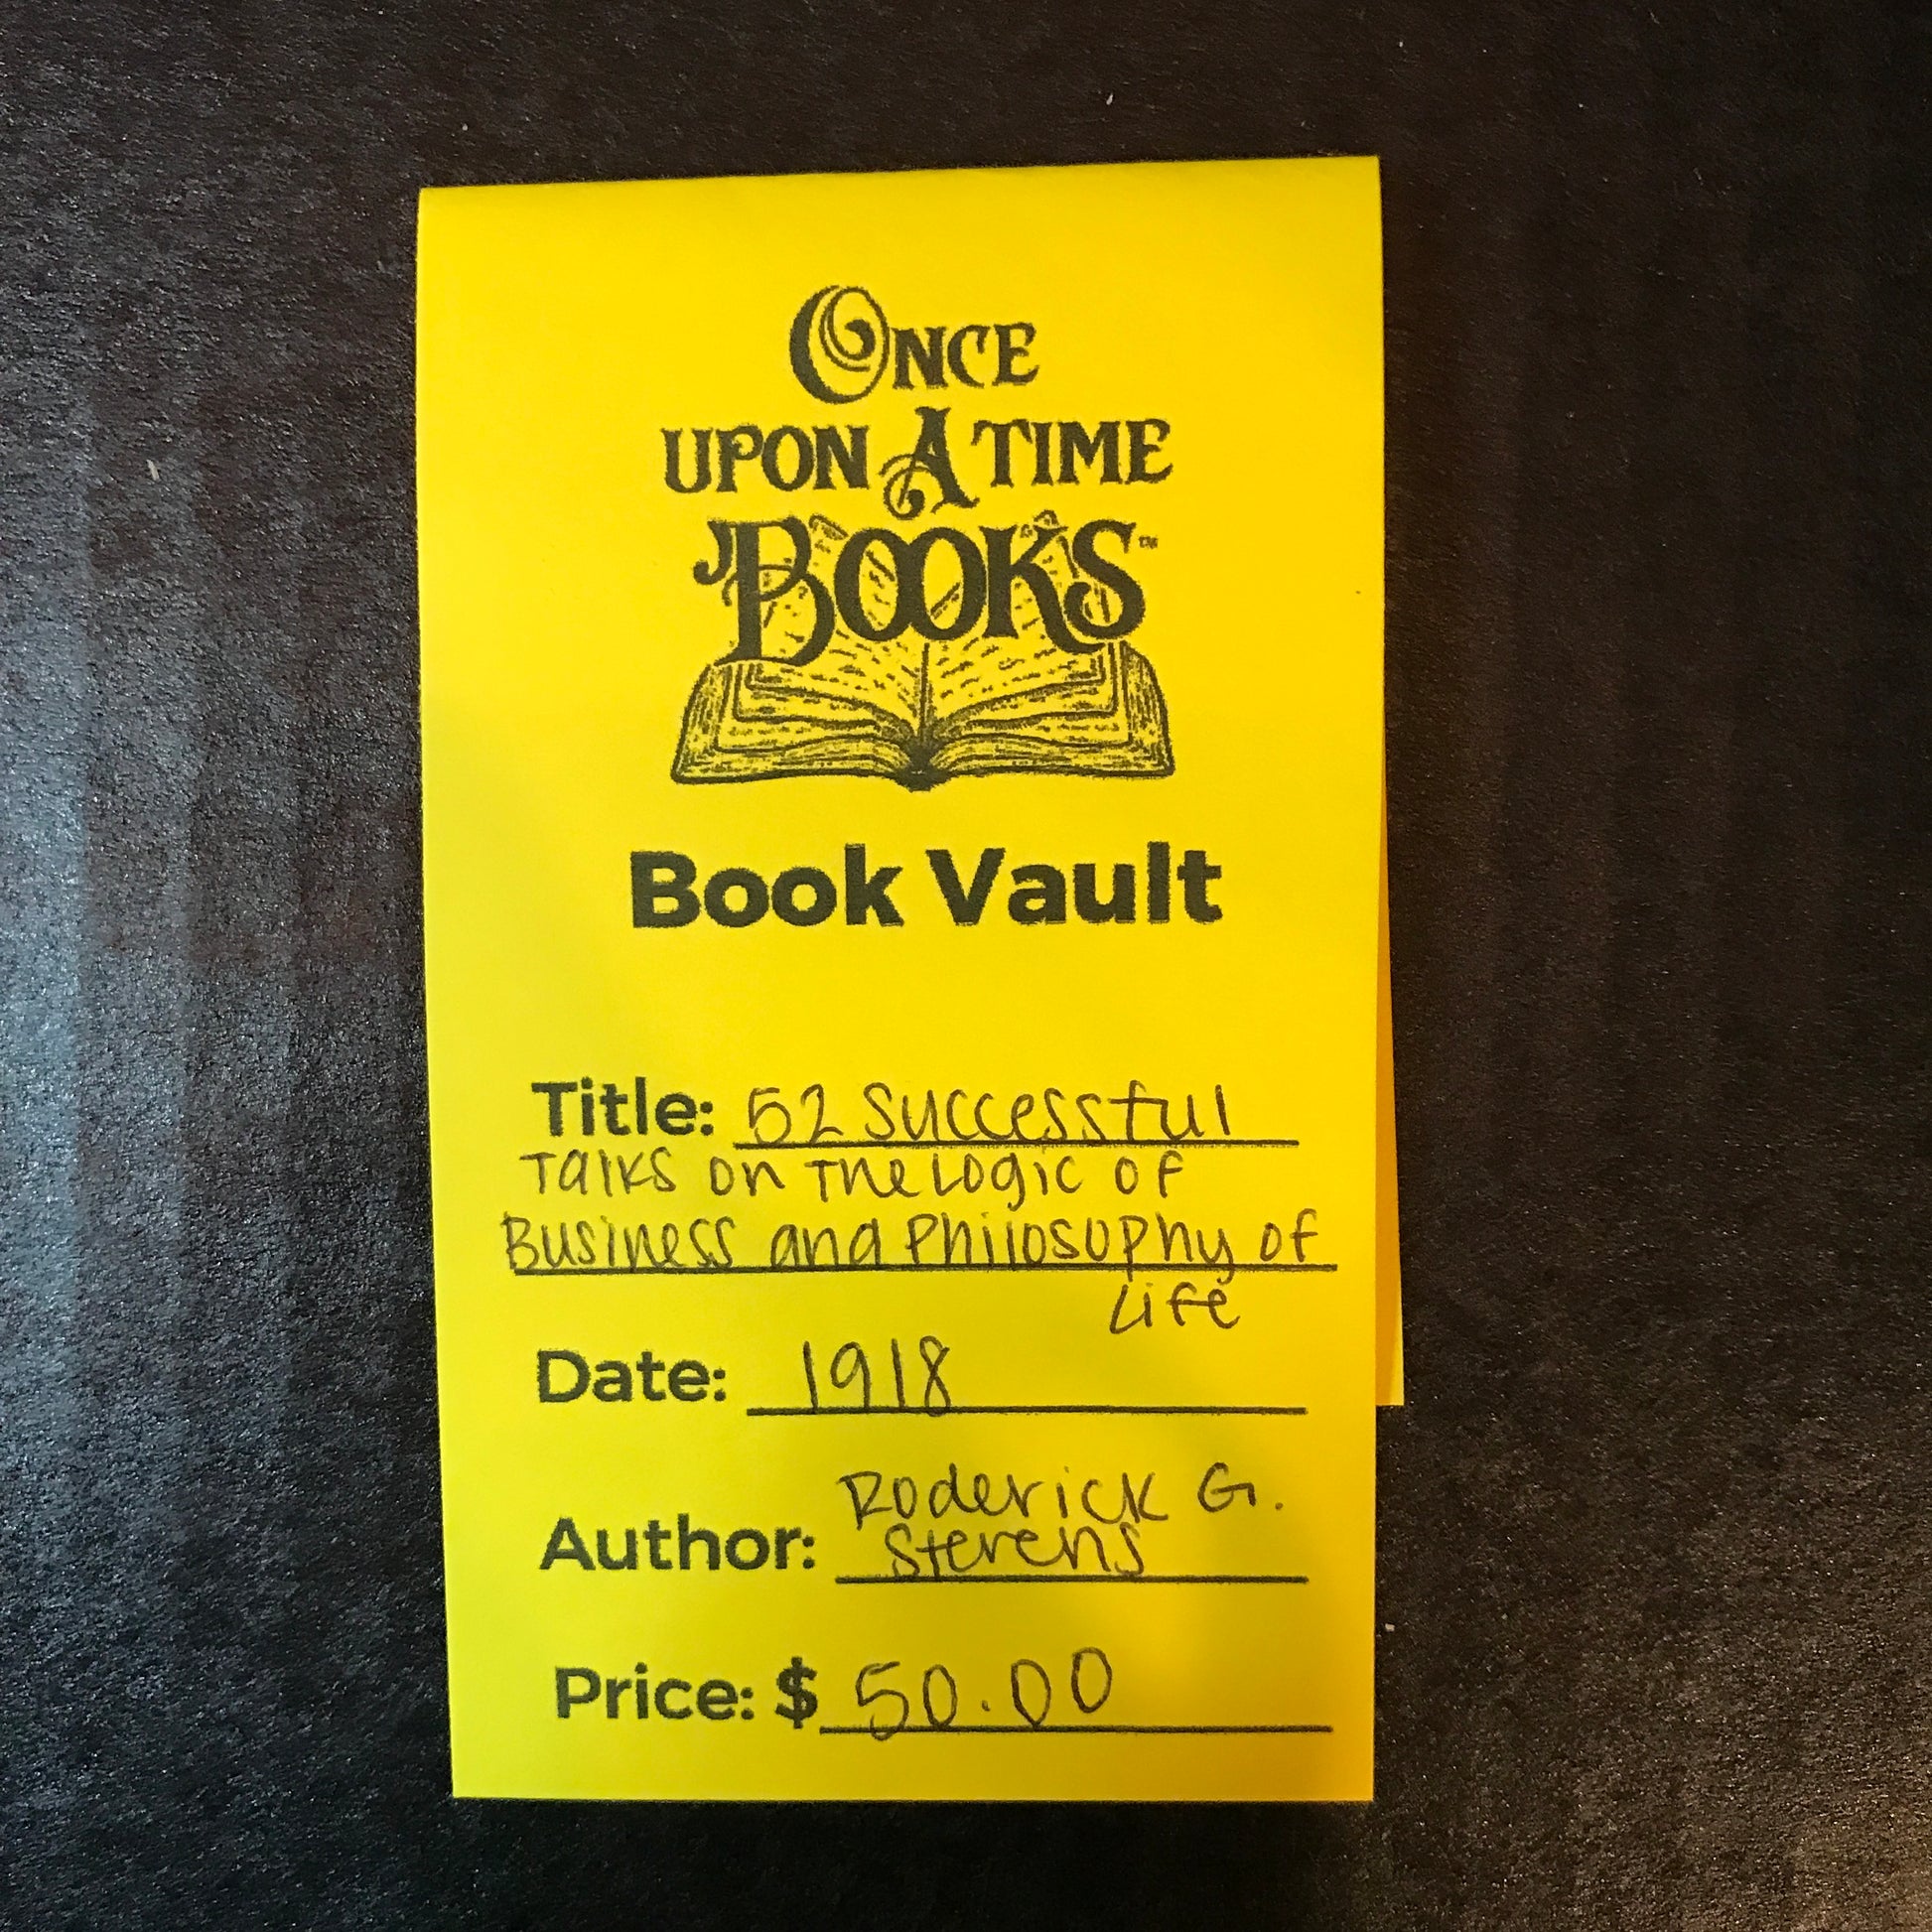 ONCE
UPON A TIME
BOOKS™
Book Vault
Title: 52 Successful
Talks on The Logic of
Business and Philosophy of
Life
Date: 1918
Roderick G.
Author: Stevens
Price: $ 50.00